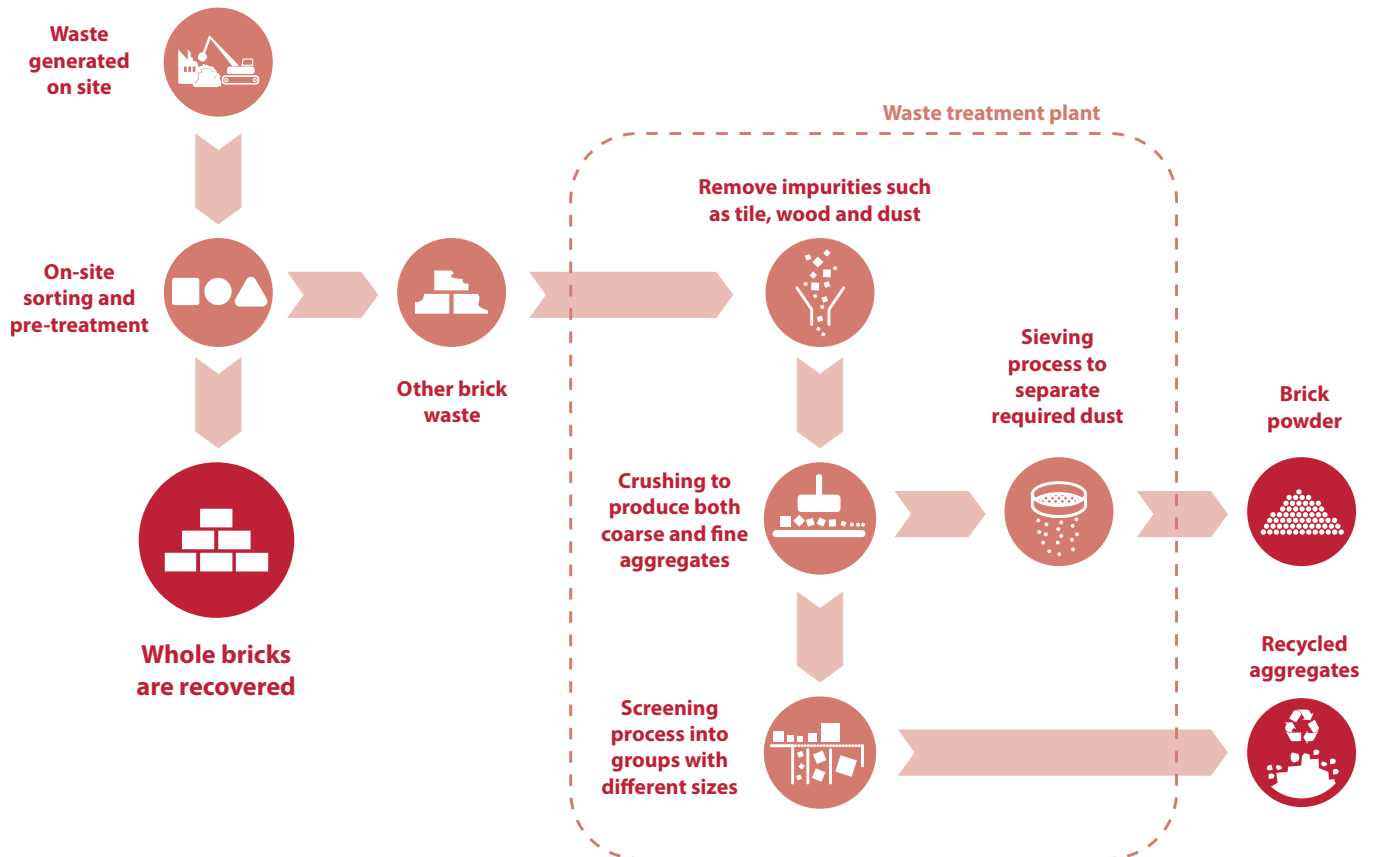 Waste
generated
on site
Waste treatment plant
Remove impurities such
as tile, wood and dust
On-site
sorting and
pre-treatment
Other brick
waste
Sieving
process to
separate
required dust
Brick
powder
Crushing to
produce both
coarse and fine
aggregates
Whole bricks
are recovered
Screening
process into
groups with
different sizes
Recycled
aggregates